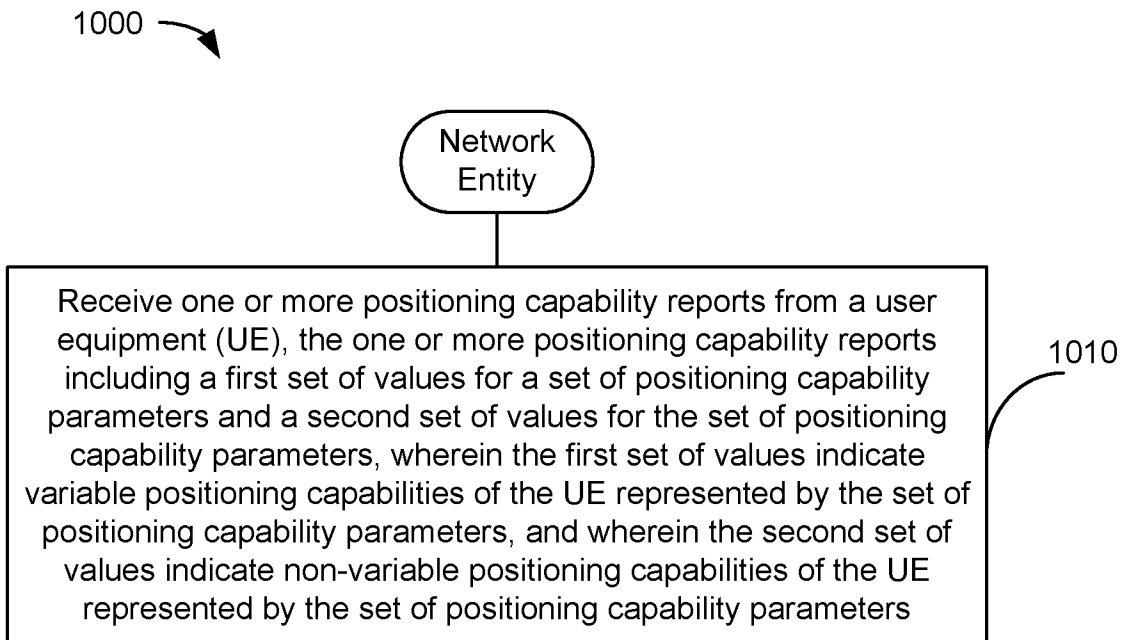 1000
Network
Entity
Receive one or more positioning capability reports from a user
equipment (UE), the one or more positioning capability reports
including a first set of values for a set of positioning capability
parameters and a second set of values for the set of positioning
capability parameters, wherein the first set of values indicate
variable positioning capabilities of the UE represented by the set of
positioning capability parameters, and wherein the second set of
values indicate non-variable positioning capabilities of the UE
represented by the set of positioning capability parameters
1010